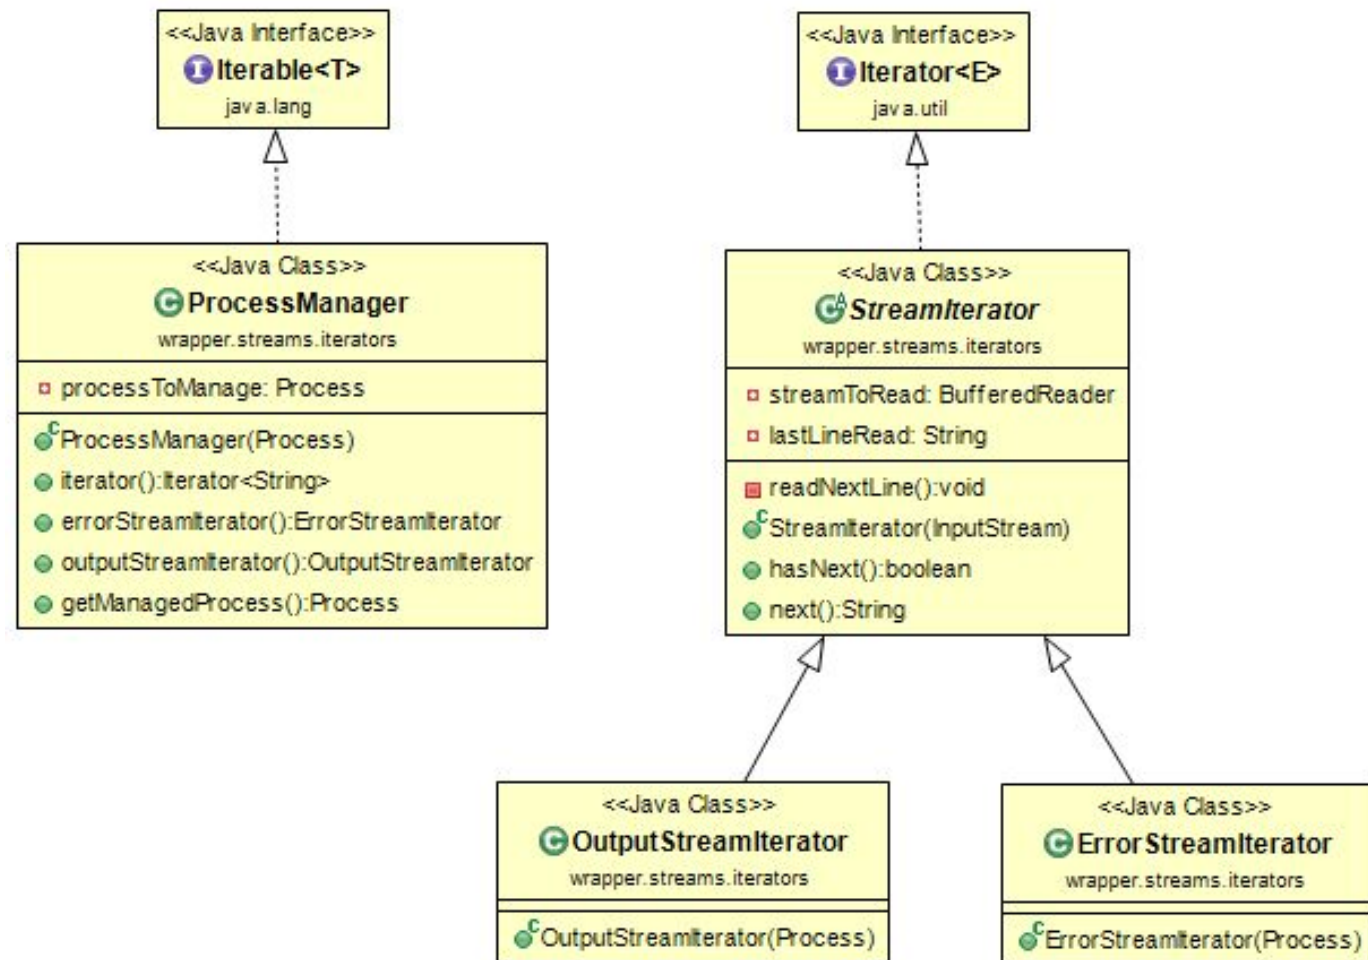 <<Java Interface>>
Iterable<T>
java.lang
<<Java Interface>>
Iterator<E>
java.util
<<Java Class>>
ProcessManager
wrapper.streams.iterators
processToManage: Process
ProcessManager(Process)
iterator():Iterator<String>
errorStreamIterator():ErrorStreamIterator
outputStreamIterator():OutputStreamIterator
getManagedProcess():Process
<<Java Class>>
StreamIterator
wrapper.streams.iterators
streamToRead: BufferedReader
lastLineRead: String
readNextLine():void
StreamIterator(InputStream)
hasNext():boolean
next():String
<<Java Class>>
OutputStreamIterator
wrapper.streams.iterators
OutputStreamIterator(Process)
<<Java Class>>
ErrorStreamIterator
wrapper.streams.iterators
ErrorStreamIterator(Process)